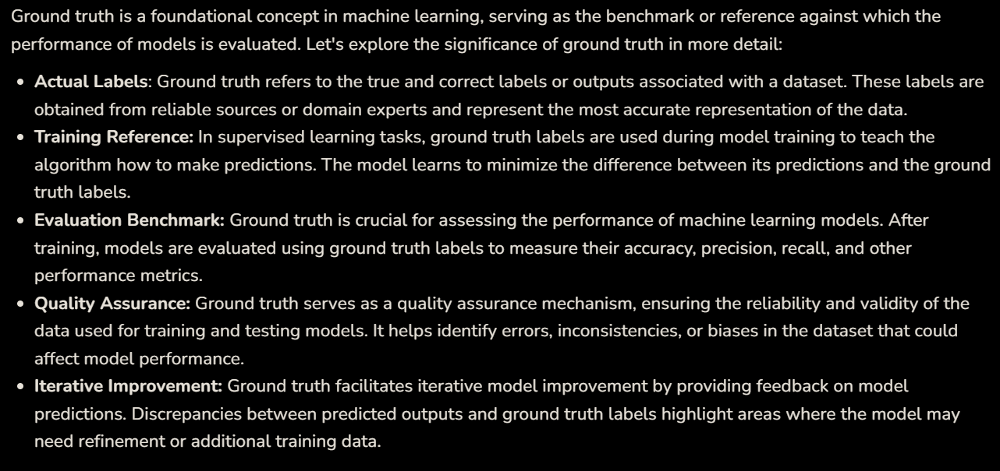 Ground truth is a foundational concept in machine learning, serving as the benchmark or reference against which the
performance of models is evaluated. Let's explore the significance of ground truth in more detail:
• Actual Labels: Ground truth refers to the true and correct labels or outputs associated with a dataset. These labels are
obtained from reliable sources or domain experts and represent the most accurate representation of the data.
• Training Reference: In supervised learning tasks, ground truth labels are used during model training to teach the
algorithm how to make predictions. The model learns to minimize the difference between its predictions and the ground
truth labels.
• Evaluation Benchmark: Ground truth is crucial for assessing the performance of machine learning models. After
training, models are evaluated using ground truth labels to measure their accuracy, precision, recall, and other
performance metrics.
• Quality Assurance: Ground truth serves as a quality assurance mechanism, ensuring the reliability and validity of the
data used for training and testing models. It helps identify errors, inconsistencies, or biases in the dataset that could
affect model performance.
• Iterative Improvement: Ground truth facilitates iterative model improvement by providing feedback on model
predictions. Discrepancies between predicted outputs and ground truth labels highlight areas where the model may
need refinement or additional training data.